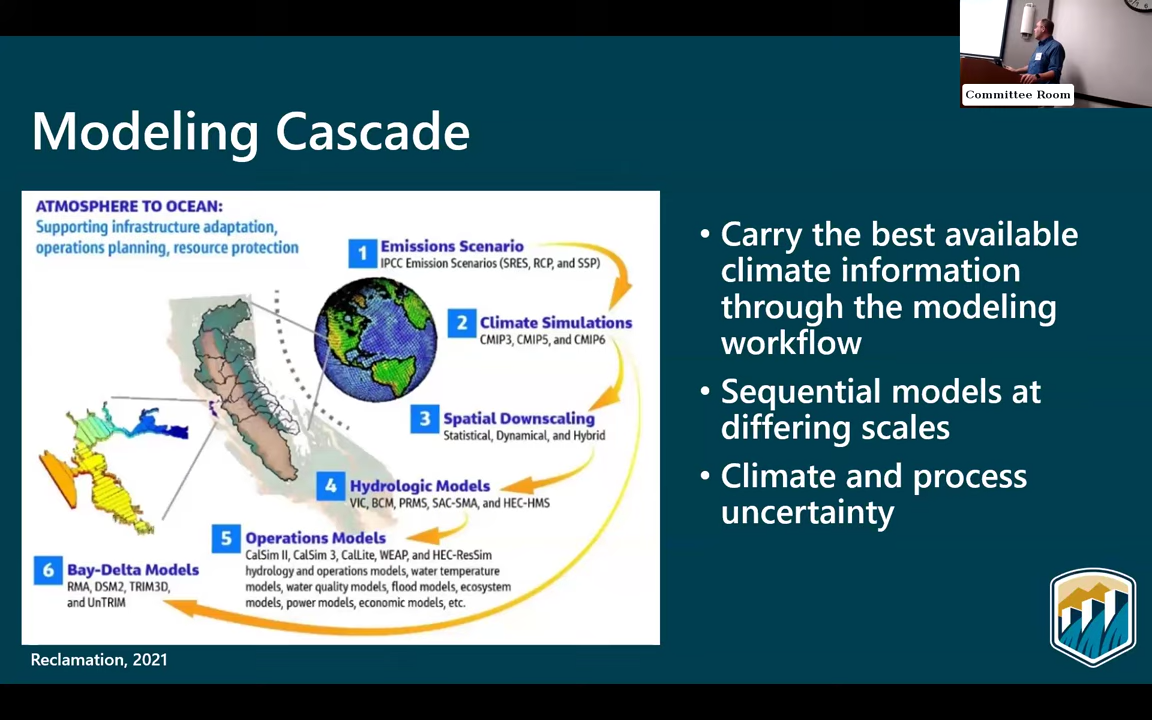 Committee Room
Modeling Cascade
ATMOSPHERE TO OCEAN:
Supporting infrastructure adaptation,
operations planning, resource protection
1 Emissions Scenario
IPCC Emission Scenarios (SRES, RCP, and SSP)
2 Climate Simulations
CMIP3, CMIP5, and CMIP6
3 Spatial Downscaling
Statistical, Dynamical, and Hybrid
4 Hydrologic Models
VIC, BCM, PRMS, SAC-SMA, and HEC-HMS
5 Operations Models
CalSim II, CalSim 3, CalLite, WEAP, and HEC-ResSim
hydrology and operations models, water temperature
models, water quality models, flood models, ecosystem
models, power models, economic models, etc.
6 Bay-Delta Models
RMA, DSM2, TRIM3D,
and UnTRIM
Reclamation, 2021
• Carry the best available
climate information
through the modeling
workflow
• Sequential models at
differing scales
• Climate and process
uncertainty